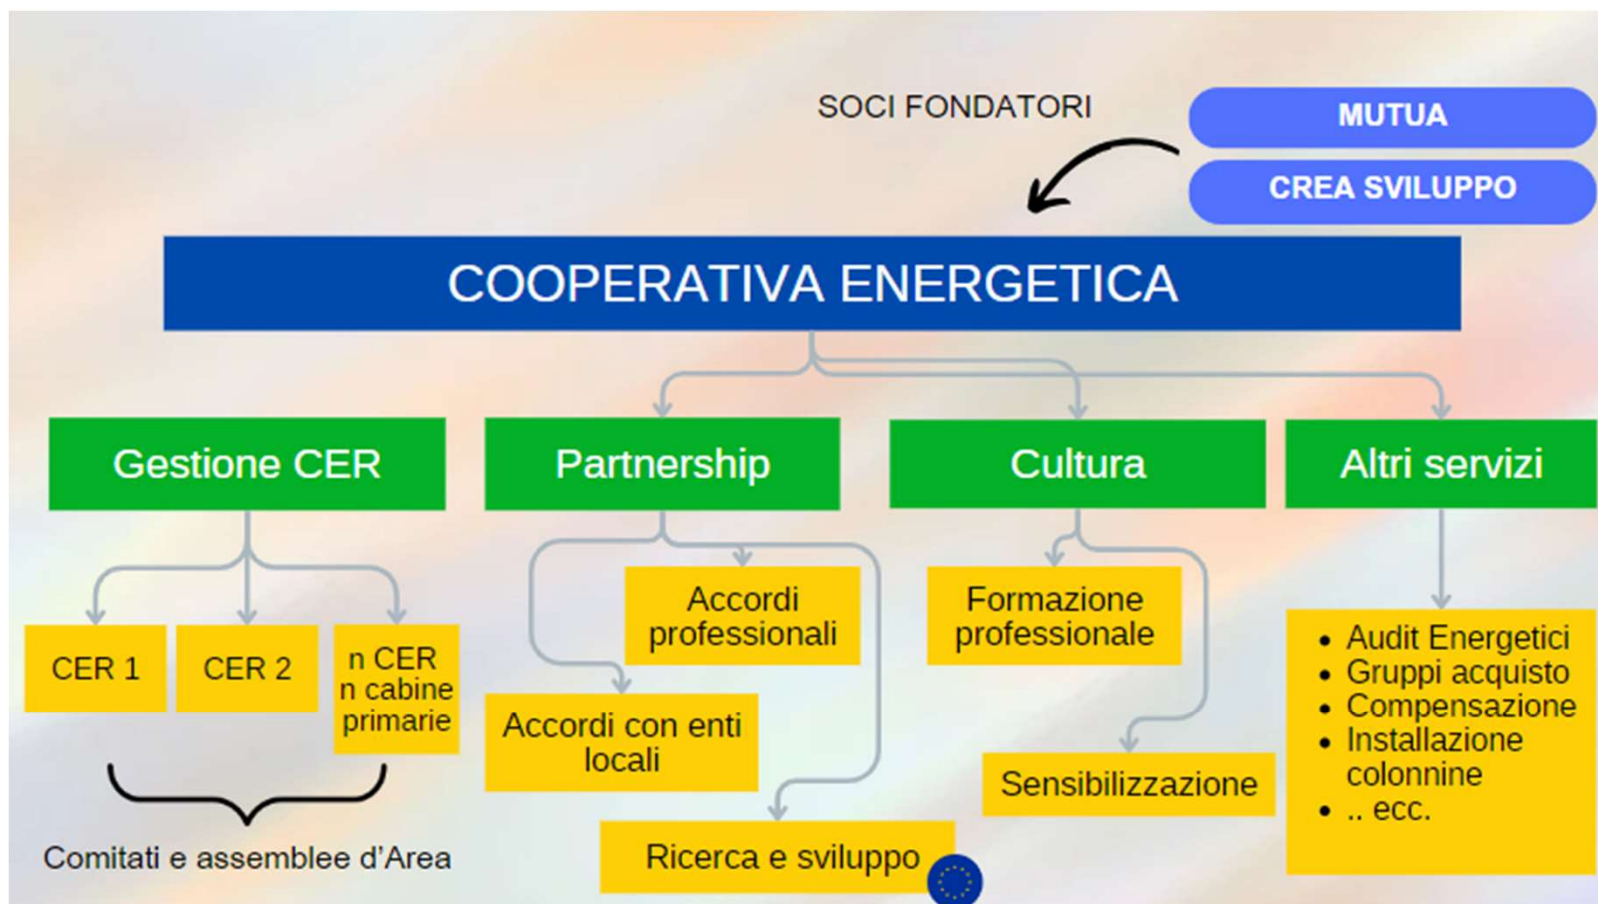 SOCI FONDATORI
MUTUA
CREA SVILUPPO
COOPERATIVA ENERGETICA
Gestione CER
Partnership
Cultura
Altri servizi
CER 1
CER 2
n CER
n cabine
primarie
Comitati e assemblee d'Area
Accordi
professionali
Accordi con enti
locali
Ricerca e sviluppo
Formazione
professionale
Sensibilizzazione
• Audit Energetici
• Gruppi acquisto
• Compensazione
• Installazione
colonnine
• .. ecc.